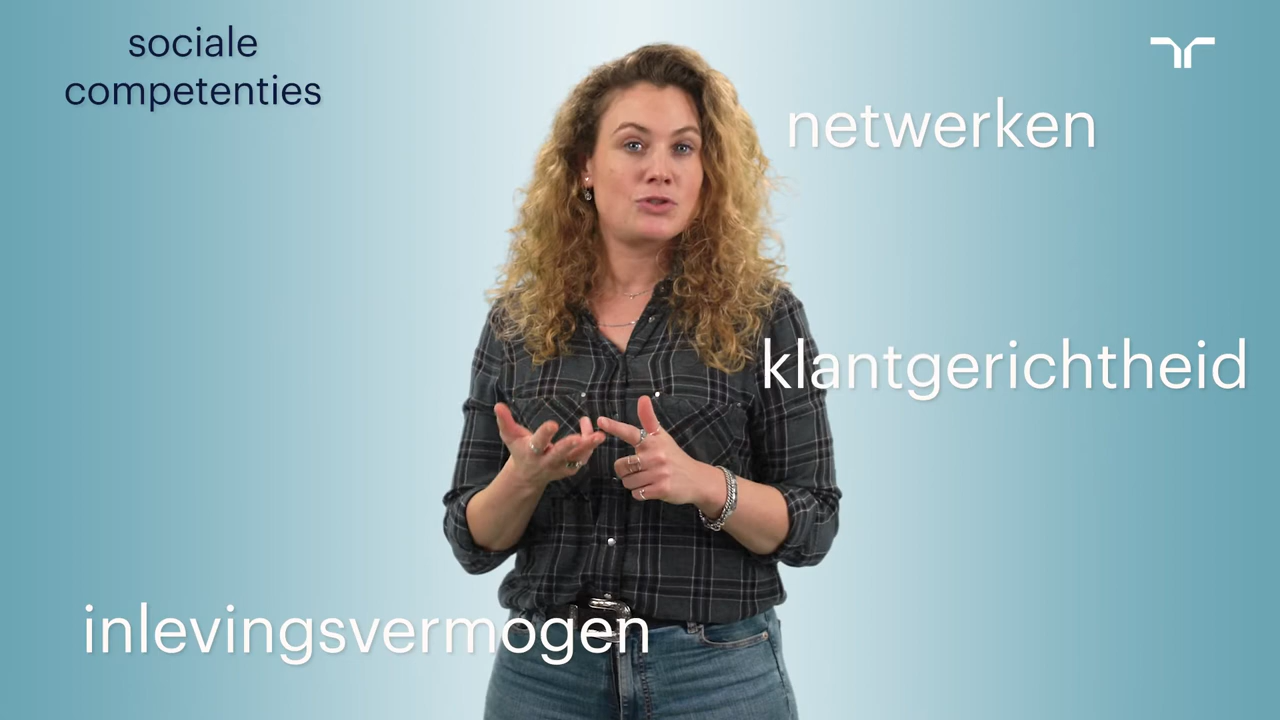 sociale
competenties
netwerken
klantgerichtheid
inlevingsvermogen